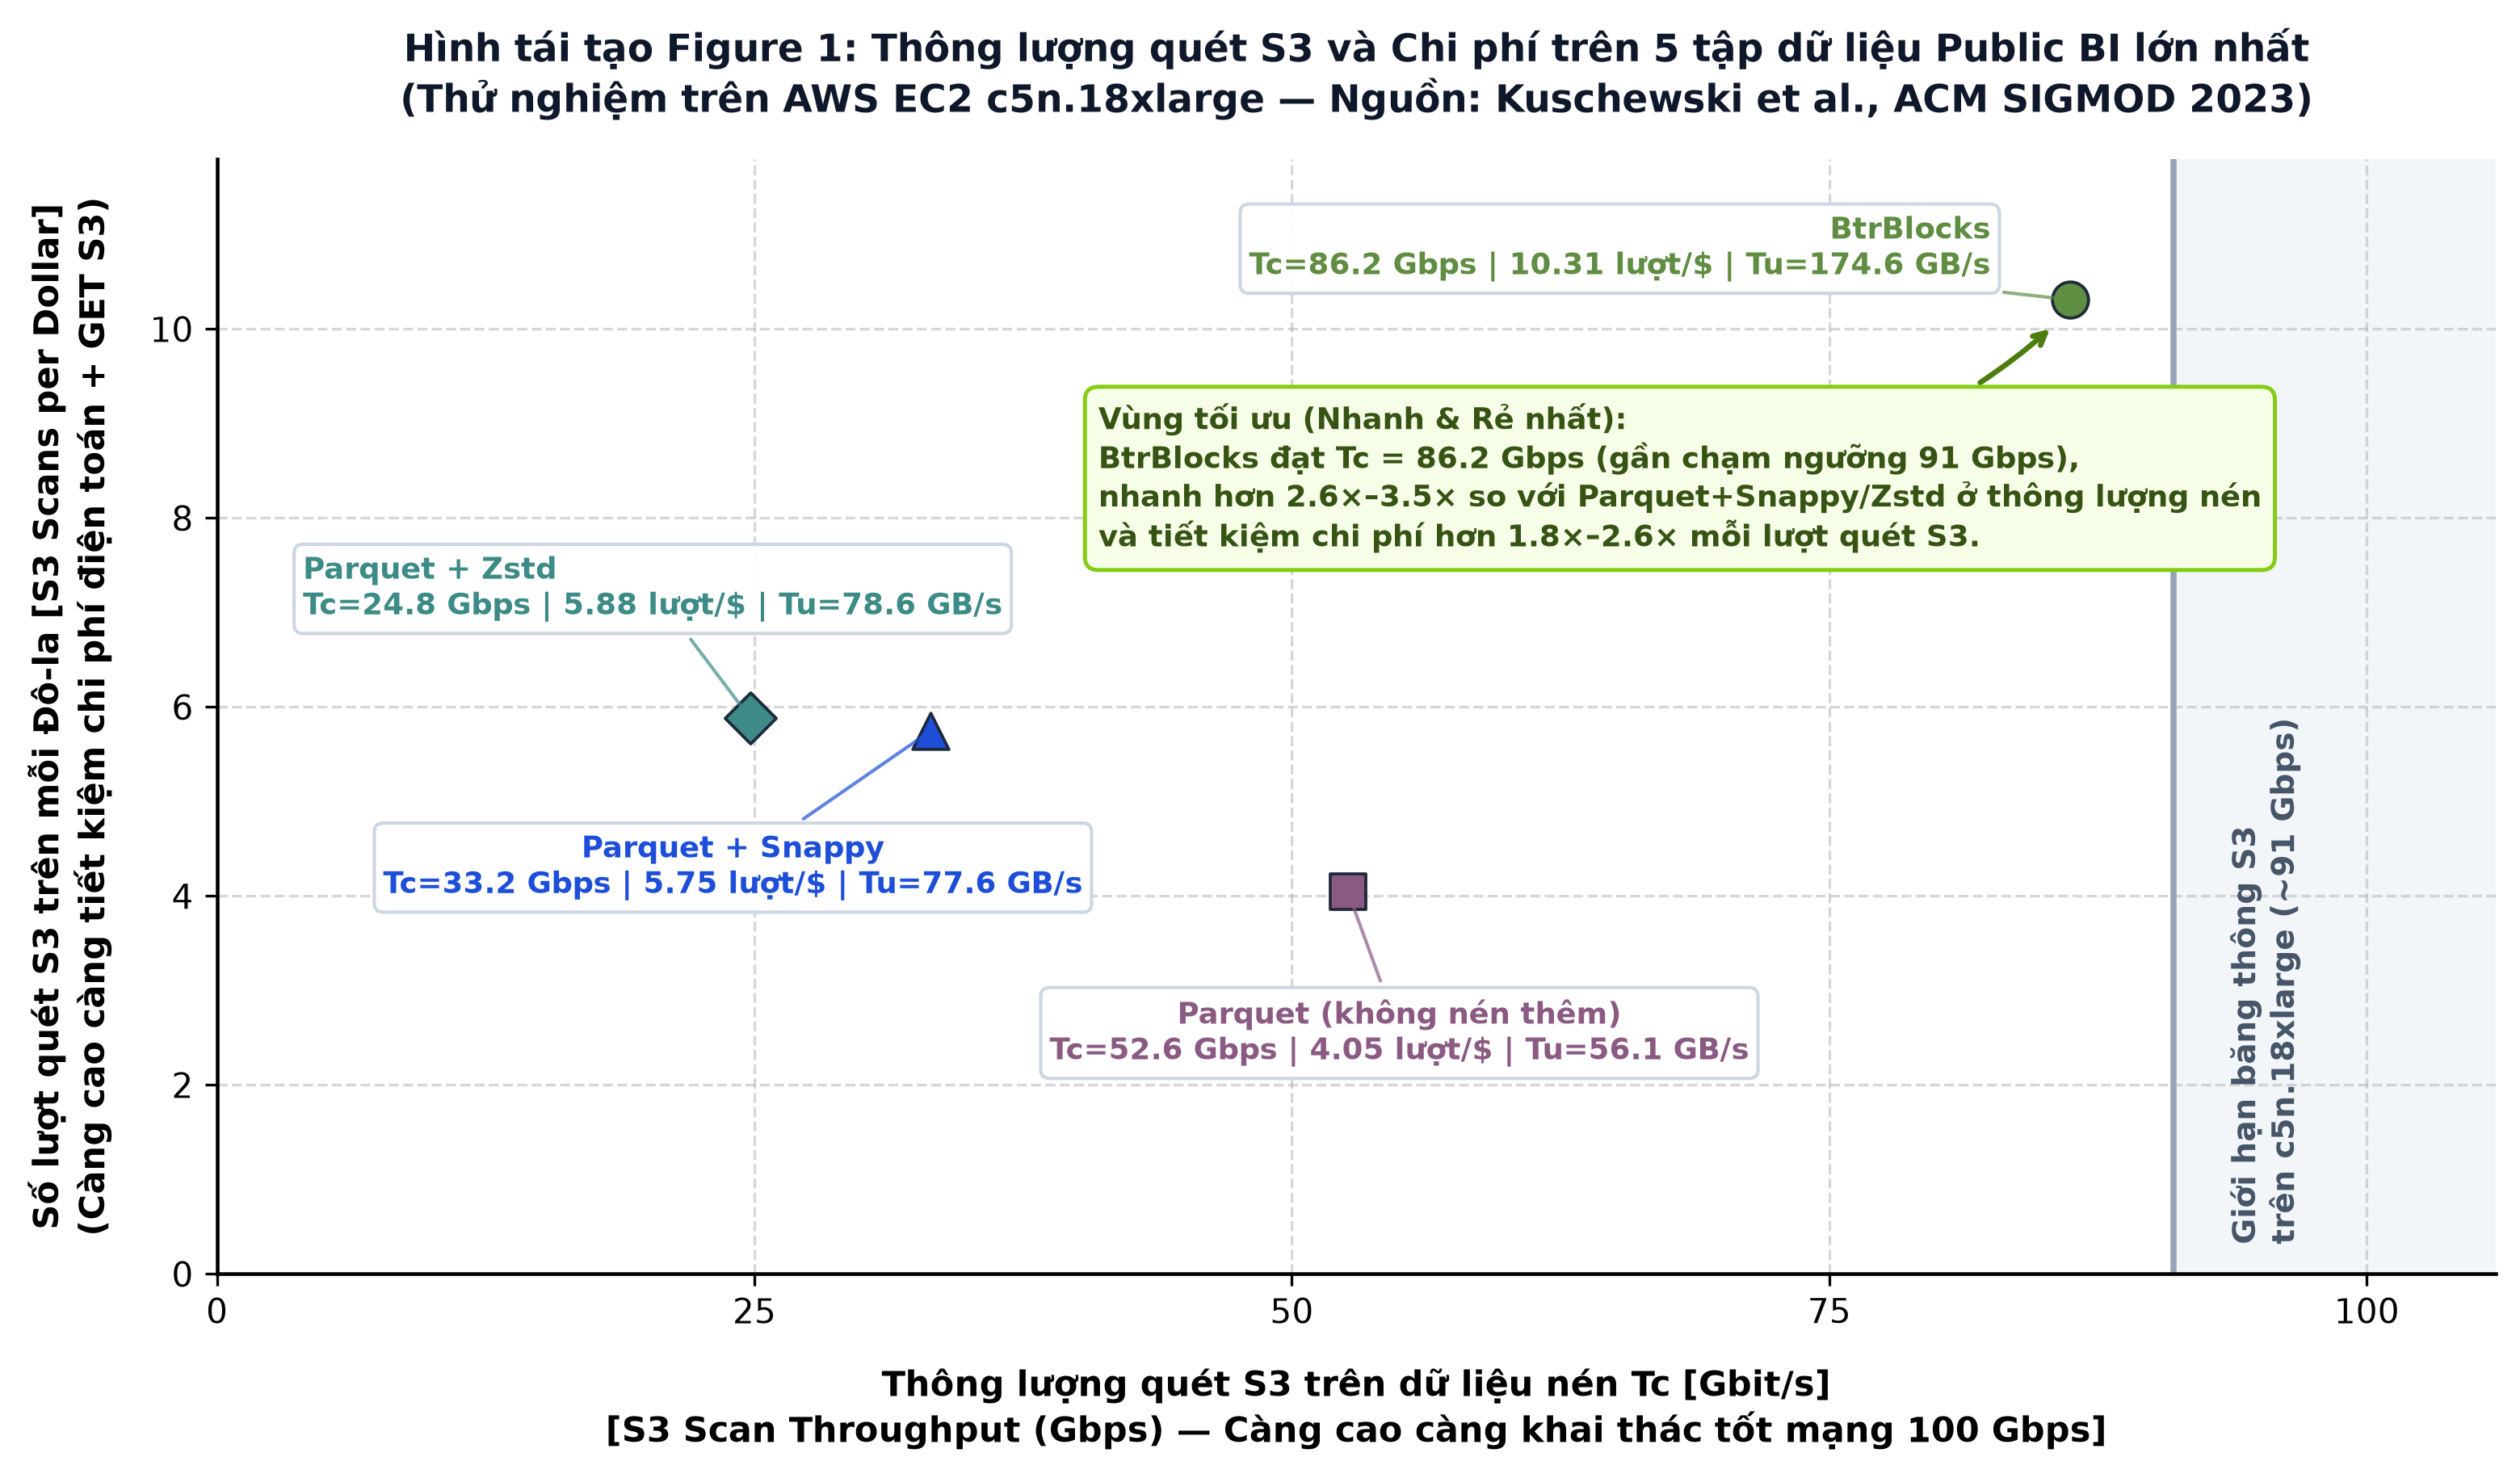 Hình tái tạo Figure 1: Thông lượng quét S3 và Chi phí trên 5 tập dữ liệu Public BI lớn nhất
(Thử nghiệm trên AWS EC2 c5n.18xlarge — Nguồn: Kuschewski et al., ACM SIGMOD 2023)
Số lượt quét S3 trên mỗi Đô-la [S3 Scans per Dollar]
(Càng cao càng tiết kiệm chi phí điện toán + GET S3)
10
8
6
4
2
0
BtrBlocks
Tc=86.2 Gbps | 10.31 lượt/$ | Tu=174.6 GB/s
Vùng tối ưu (Nhanh & Rẻ nhất):
BtrBlocks đạt Tc = 86.2 Gbps (gần chạm ngưỡng 91 Gbps),
nhanh hơn 2.6×–3.5× so với Parquet+Snappy/Zstd ở thông lượng nén
và tiết kiệm chi phí hơn 1.8×–2.6× mỗi lượt quét S3.
Parquet + Zstd
Tc=24.8 Gbps | 5.88 lượt/$ | Tu=78.6 GB/s
Parquet + Snappy
Tc=33.2 Gbps | 5.75 lượt/$ | Tu=77.6 GB/s
Parquet (không nén thêm)
Tc=52.6 Gbps | 4.05 lượt/$ | Tu=56.1 GB/s
Giới hạn băng thông S3
trên c5n.18xlarge (~91 Gbps)
0
25
50
75
100
Thông lượng quét S3 trên dữ liệu nén Tc [Gbit/s]
[S3 Scan Throughput (Gbps) — Càng cao càng khai thác tốt mạng 100 Gbps]